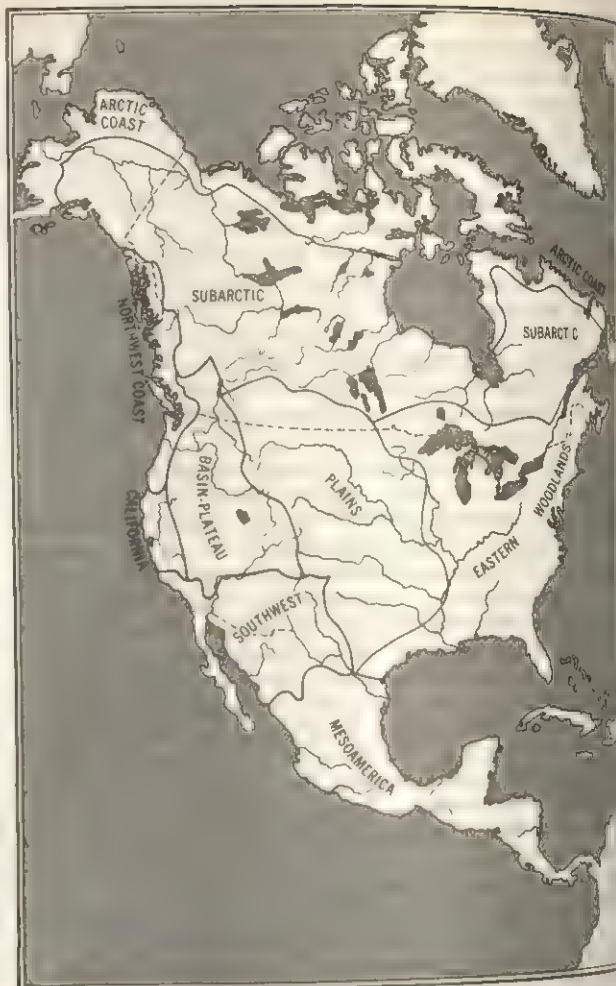 ARCTIC
COAST
ARCTIC COAST
SUBARCTIC
SUBARCT C
NORTHWEST COAST
BASIN-PLATEAU
PLAINS
WOODLANDS
EASTERN
CALIFORNIA
SOUTHWEST
MESOAMERICA